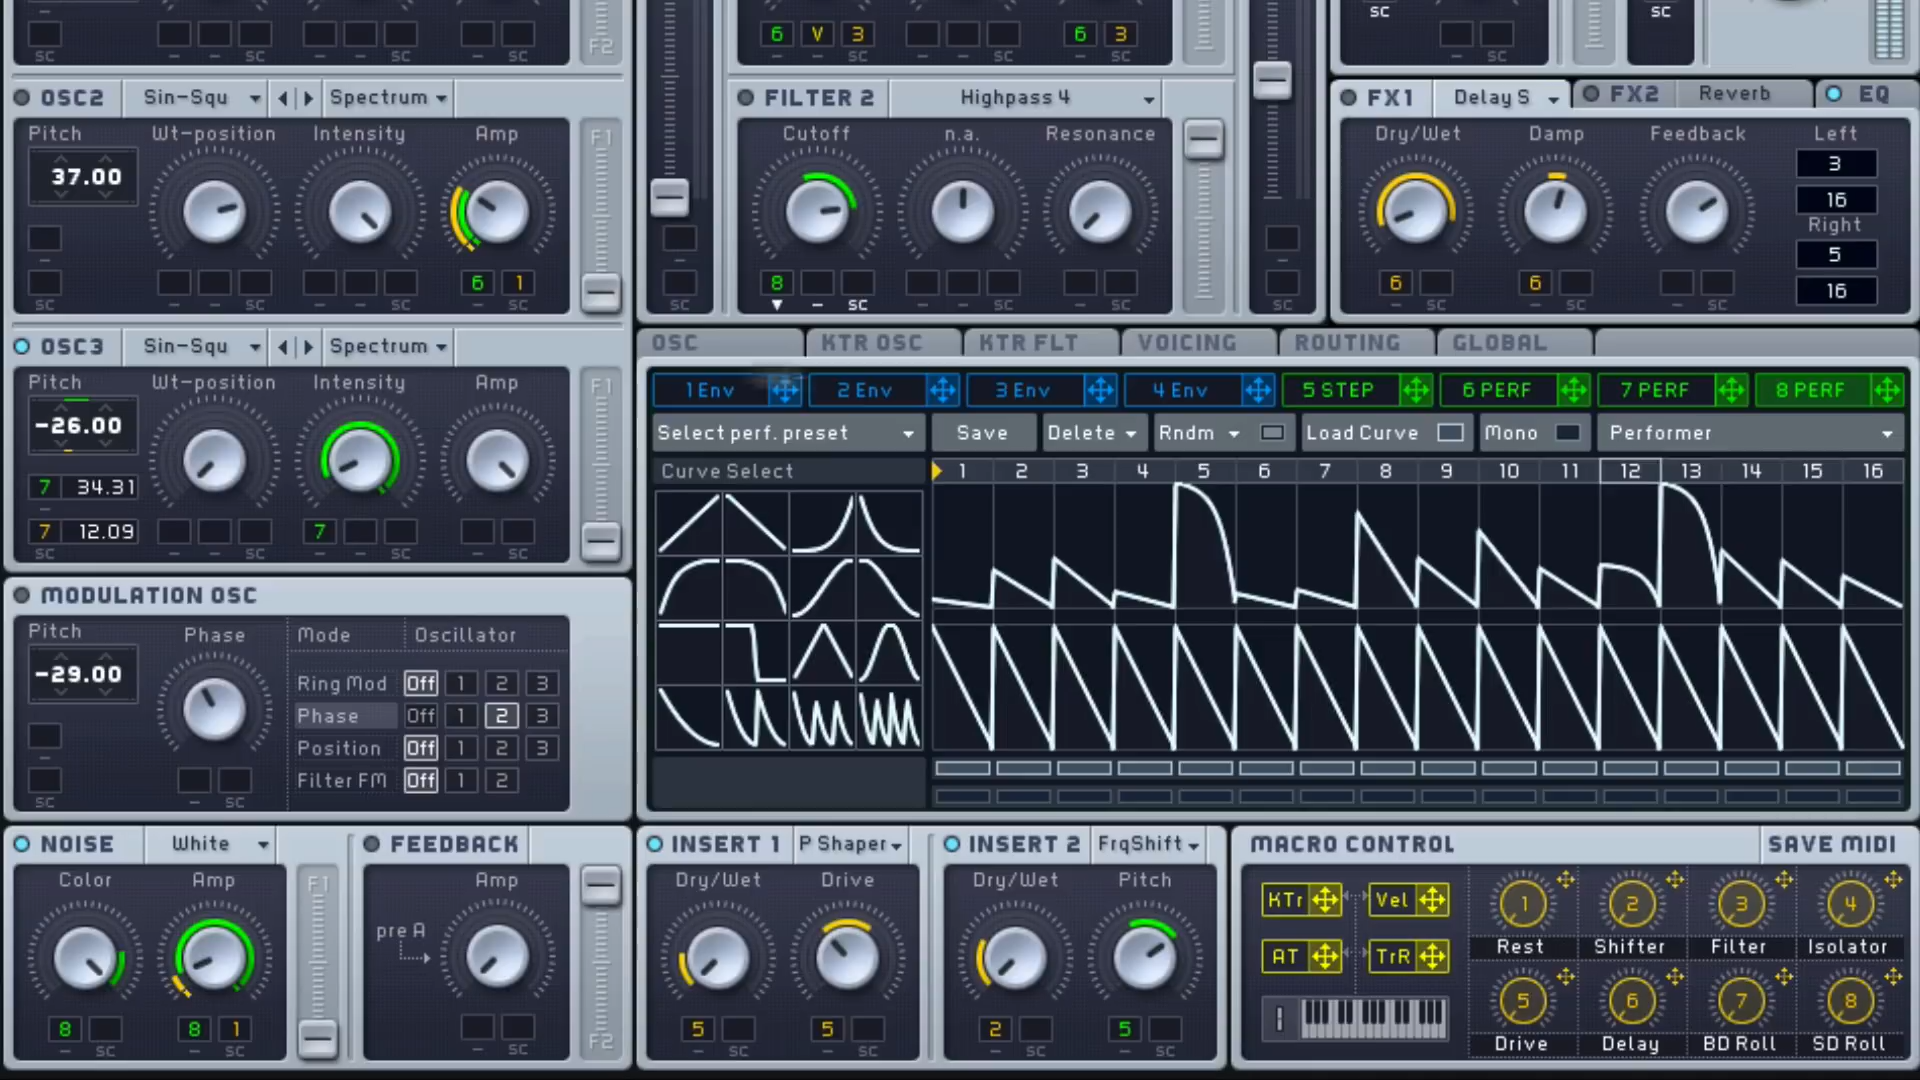 SC SC SC SC SC F2
6 V 3 6 3
SC SC SC
SC SC
SC
OSC2 Sin-Squ Spectrum
Pitch Wt-position Intensity Amp F1
37.00
6 1
SC SC SC SC
FILTER 2 Highpass 4
Cutoff n.a. Resonance
8
SC SC SC
SC SC
FX1 Delay S FX2 Reverb EQ
Dry/Wet Damp Feedback Left
3
16
Right
5
6 6
16
SC SC SC
OSC3 Sin-Squ Spectrum
Pitch Wt-position Intensity Amp F1
-26.00
7 34.31
7 12.09 7
SC SC SC SC SC
MODULATION OSC
Pitch Phase Mode Oscillator
-29.00
Ring Mod Off 1 2 3
Phase Off 1 2 3
Position Off 1 2 3
Filter FM Off 1 2
SC SC
OSC KTR OSC KTR FLT VOICING ROUTING GLOBAL
1 Env 2 Env 3 Env 4 Env 5 STEP 6 PERF 7 PERF 8 PERF
Select perf. preset Save Delete Rndm Load Curve Mono Performer
Curve Select 1 2 3 4 5 6 7 8 9 10 11 12 13 14 15 16
NOISE White
Color Amp F1
8 8 1
SC SC
FEEDBACK
Amp
pre A
SC F2
INSERT 1 P Shaper
Dry/Wet Drive
5 5
SC SC
INSERT 2 FrqShift
Dry/Wet Pitch
2 5
SC SC
MACRO CONTROL SAVE MIDI
KTr Vel 1 2 3 4
AT TrR Rest Shifter Filter Isolator
5 6 7 8
Drive Delay BD Roll SD Roll